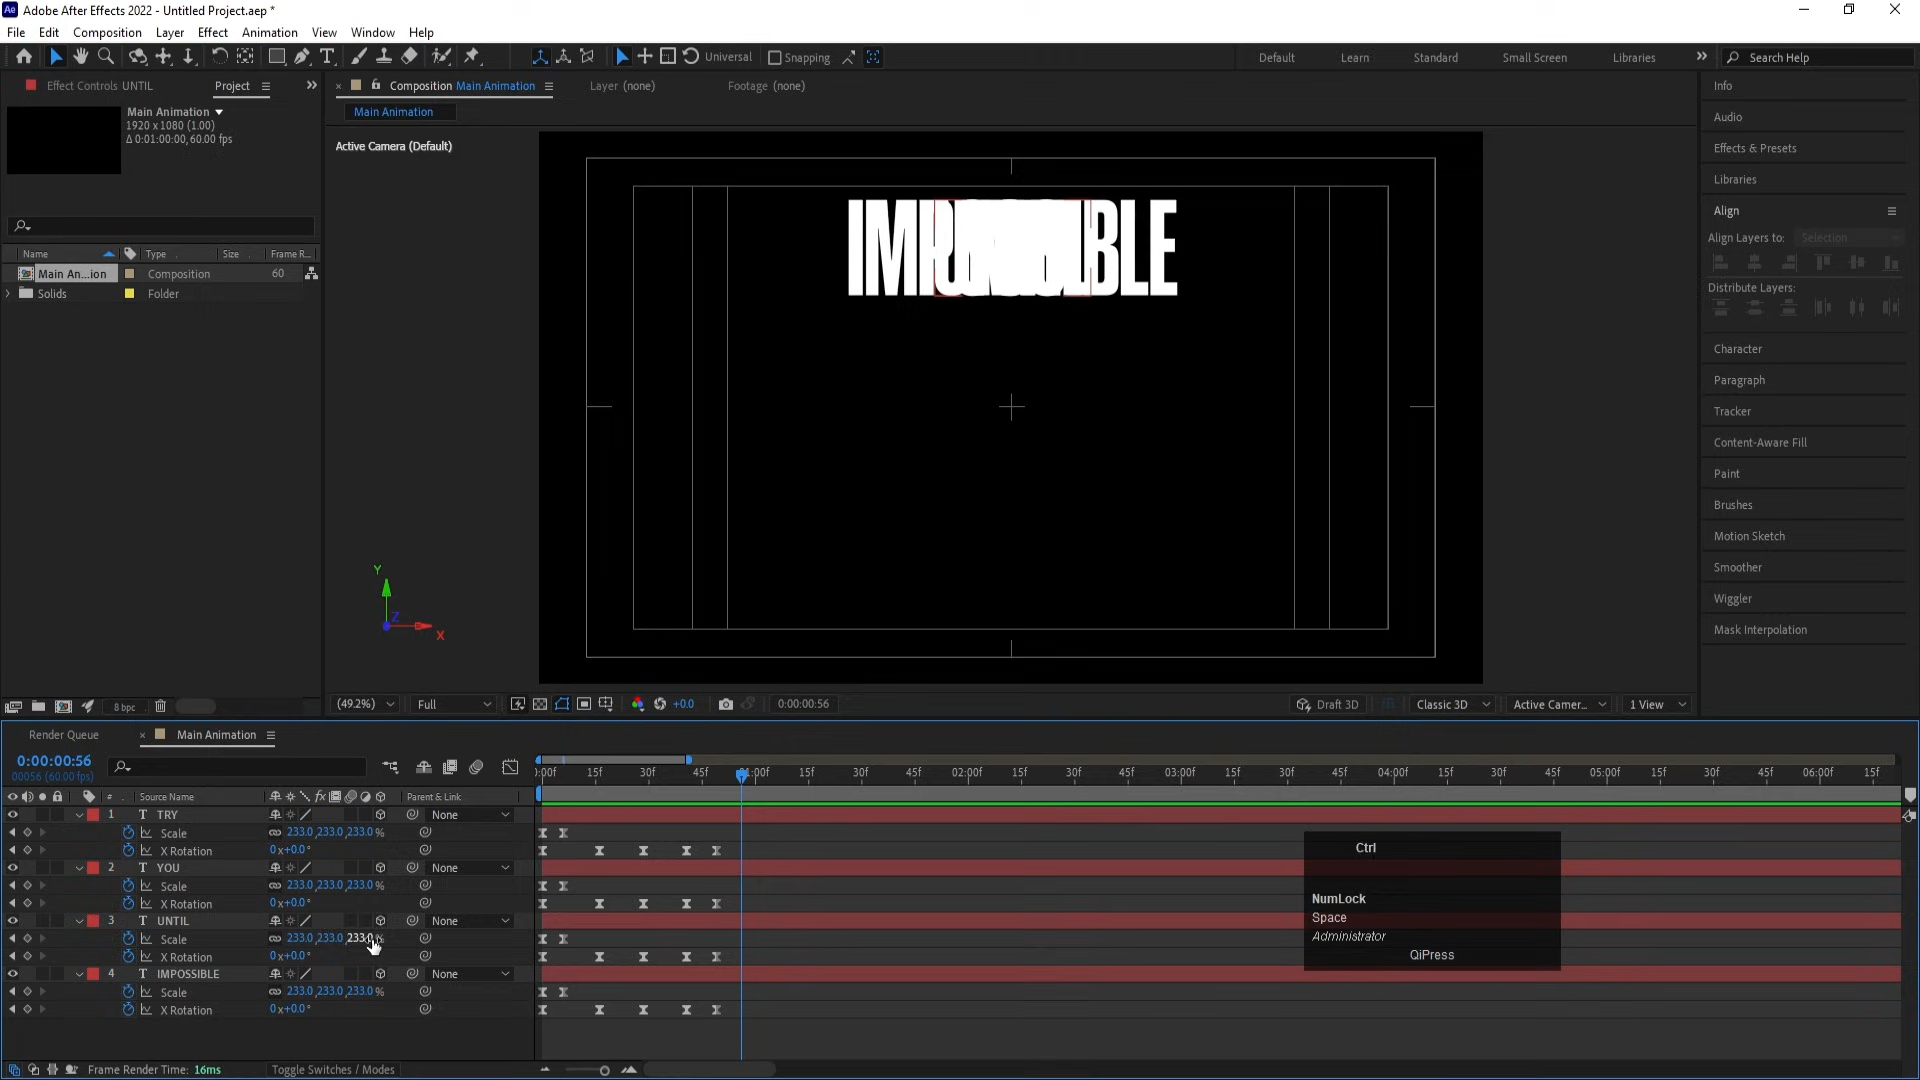 Adobe After Effects 2022 - Untitled Project.aep *
File Edit Composition Layer Effect Animation View Window Help
Universal Snapping Default Learn Standard Small Screen Libraries Search Help
Effect Controls UNTIL Project
Composition Main Animation Layer (none) Footage (none)
Main Animation
Main Animation
1920 x 1080 (1.00)
Δ 0:01:00:00, 60.00 fps
Active Camera (Default)
Name Type Size Frame R...
Main An...ion Composition 60
Solids Folder
Y
Z
X
8 bpc
(49.2%) Full +0.0 0:00:00:56 Draft 3D Classic 3D Active Camer... 1 View
Info
Audio
Effects & Presets
Libraries
Align
Align Layers to: Selection
Distribute Layers:
Character
Paragraph
Tracker
Content-Aware Fill
Paint
Brushes
Motion Sketch
Smoother
Wiggler
Mask Interpolation
Render Queue Main Animation
0:00:00:56
00056 (60.00 fps)
:00f 15f 30f 45f 01:00f 15f 30f 45f 02:00f 15f 30f 45f 03:00f 15f 30f 45f 04:00f 15f 30f 45f 05:00f 15f 30f 45f 06:00f 15f
# Source Name fx Parent & Link
1 T TRY None
Scale 233.0,233.0,233.0%
X Rotation 0x+0.0°
2 T YOU None
Scale 233.0,233.0,233.0%
X Rotation 0x+0.0°
3 T UNTIL None
Scale 233.0,233.0,233.0
X Rotation 0x+0.0°
4 T IMPOSSIBLE None
Scale 233.0,233.0,233.0%
X Rotation 0x+0.0°
Ctrl
NumLock
Space
Administrator
QiPress
Frame Render Time: 16ms Toggle Switches / Modes